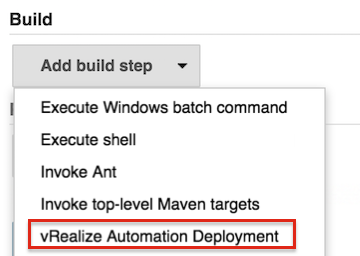 Build
Add build step
Execute Windows batch command
Execute shell
Invoke Ant
Invoke top-level Maven targets
vRealize Automation Deployment